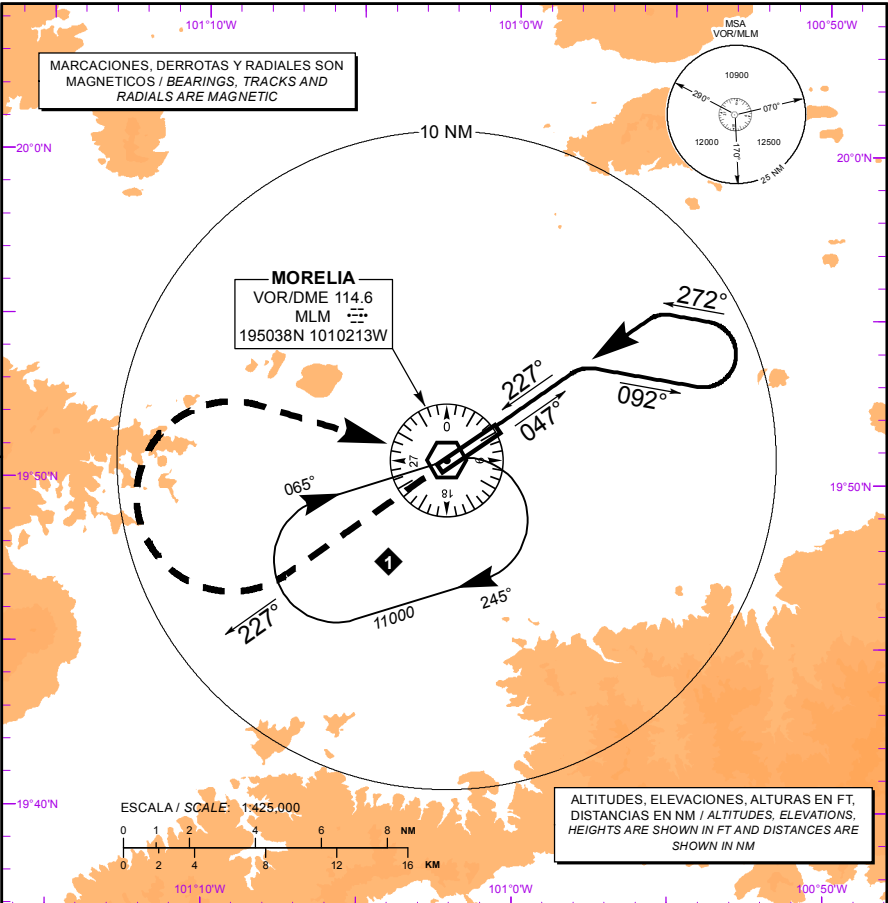 101°10'W
101°0'W
100°50'W
MARCACIONES, DERROTAS Y RADIALES SON
MAGNETICOS / BEARINGS, TRACKS AND
RADIALS ARE MAGNETIC
MSA
VOR/MLM
10900
290°
070°
12000
12500
170°
25 NM
10 NM
20°0'N
20°0'N
MORELIA
VOR/DME 114.6
MLM
195038N 1010213W
272°
227°
092°
047°
0
9
18
27
19°50'N
19°50'N
065°
1
245°
11000
227°
19°40'N
19°40'N
ESCALA / SCALE: 1:425,000
0 1 2 4 6 8 NM
0 2 4 8 12 16 KM
ALTITUDES, ELEVACIONES, ALTURAS EN FT,
DISTANCIAS EN NM / ALTITUDES, ELEVATIONS,
HEIGHTS ARE SHOWN IN FT AND DISTANCES ARE
SHOWN IN NM
101°10'W
101°0'W
100°50'W